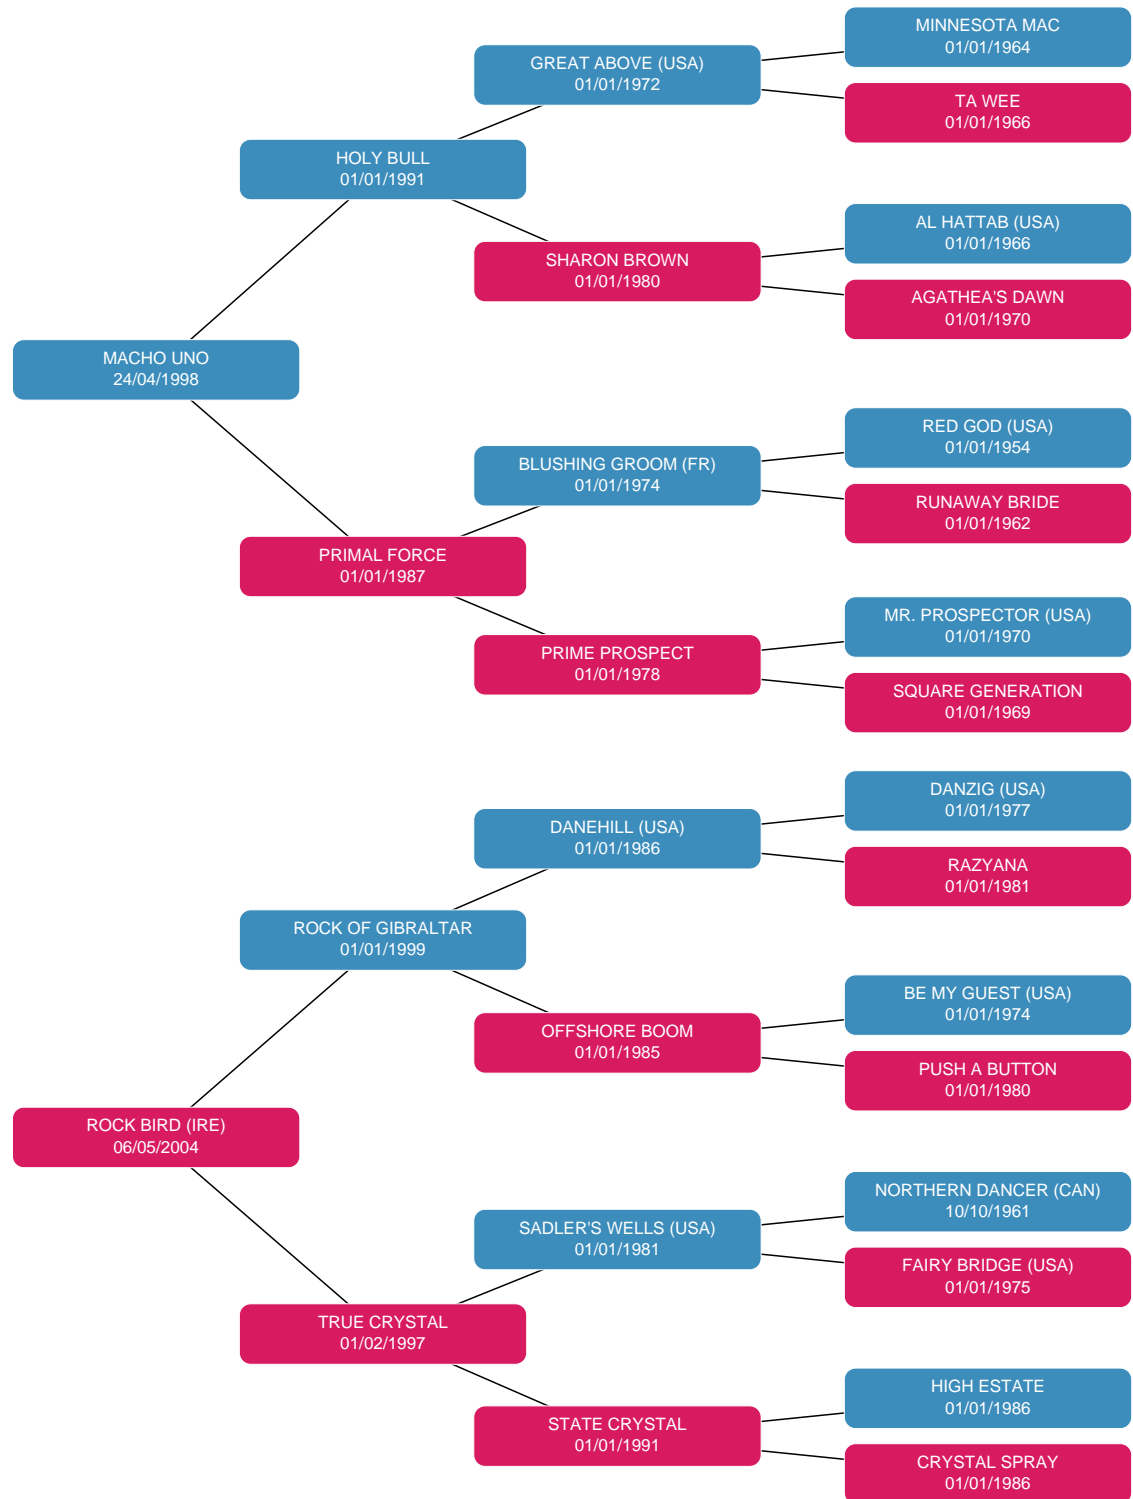 MINNESOTA MAC
01/01/1964
GREAT ABOVE (USA)
01/01/1972
TA WEE
01/01/1966
HOLY BULL
01/01/1991
AL HATTAB (USA)
01/01/1966
SHARON BROWN
01/01/1980
AGATHEA'S DAWN
01/01/1970
MACHO UNO
24/04/1998
RED GOD (USA)
01/01/1954
BLUSHING GROOM (FR)
01/01/1974
RUNAWAY BRIDE
01/01/1962
PRIMAL FORCE
01/01/1987
MR. PROSPECTOR (USA)
01/01/1970
PRIME PROSPECT
01/01/1978
SQUARE GENERATION
01/01/1969
DANZIG (USA)
01/01/1977
DANEHILL (USA)
01/01/1986
RAZYANA
01/01/1981
ROCK OF GIBRALTAR
01/01/1999
BE MY GUEST (USA)
01/01/1974
OFFSHORE BOOM
01/01/1985
PUSH A BUTTON
01/01/1980
ROCK BIRD (IRE)
06/05/2004
NORTHERN DANCER (CAN)
10/10/1961
SADLER'S WELLS (USA)
01/01/1981
FAIRY BRIDGE (USA)
01/01/1975
TRUE CRYSTAL
01/02/1997
HIGH ESTATE
01/01/1986
STATE CRYSTAL
01/01/1991
CRYSTAL SPRAY
01/01/1986